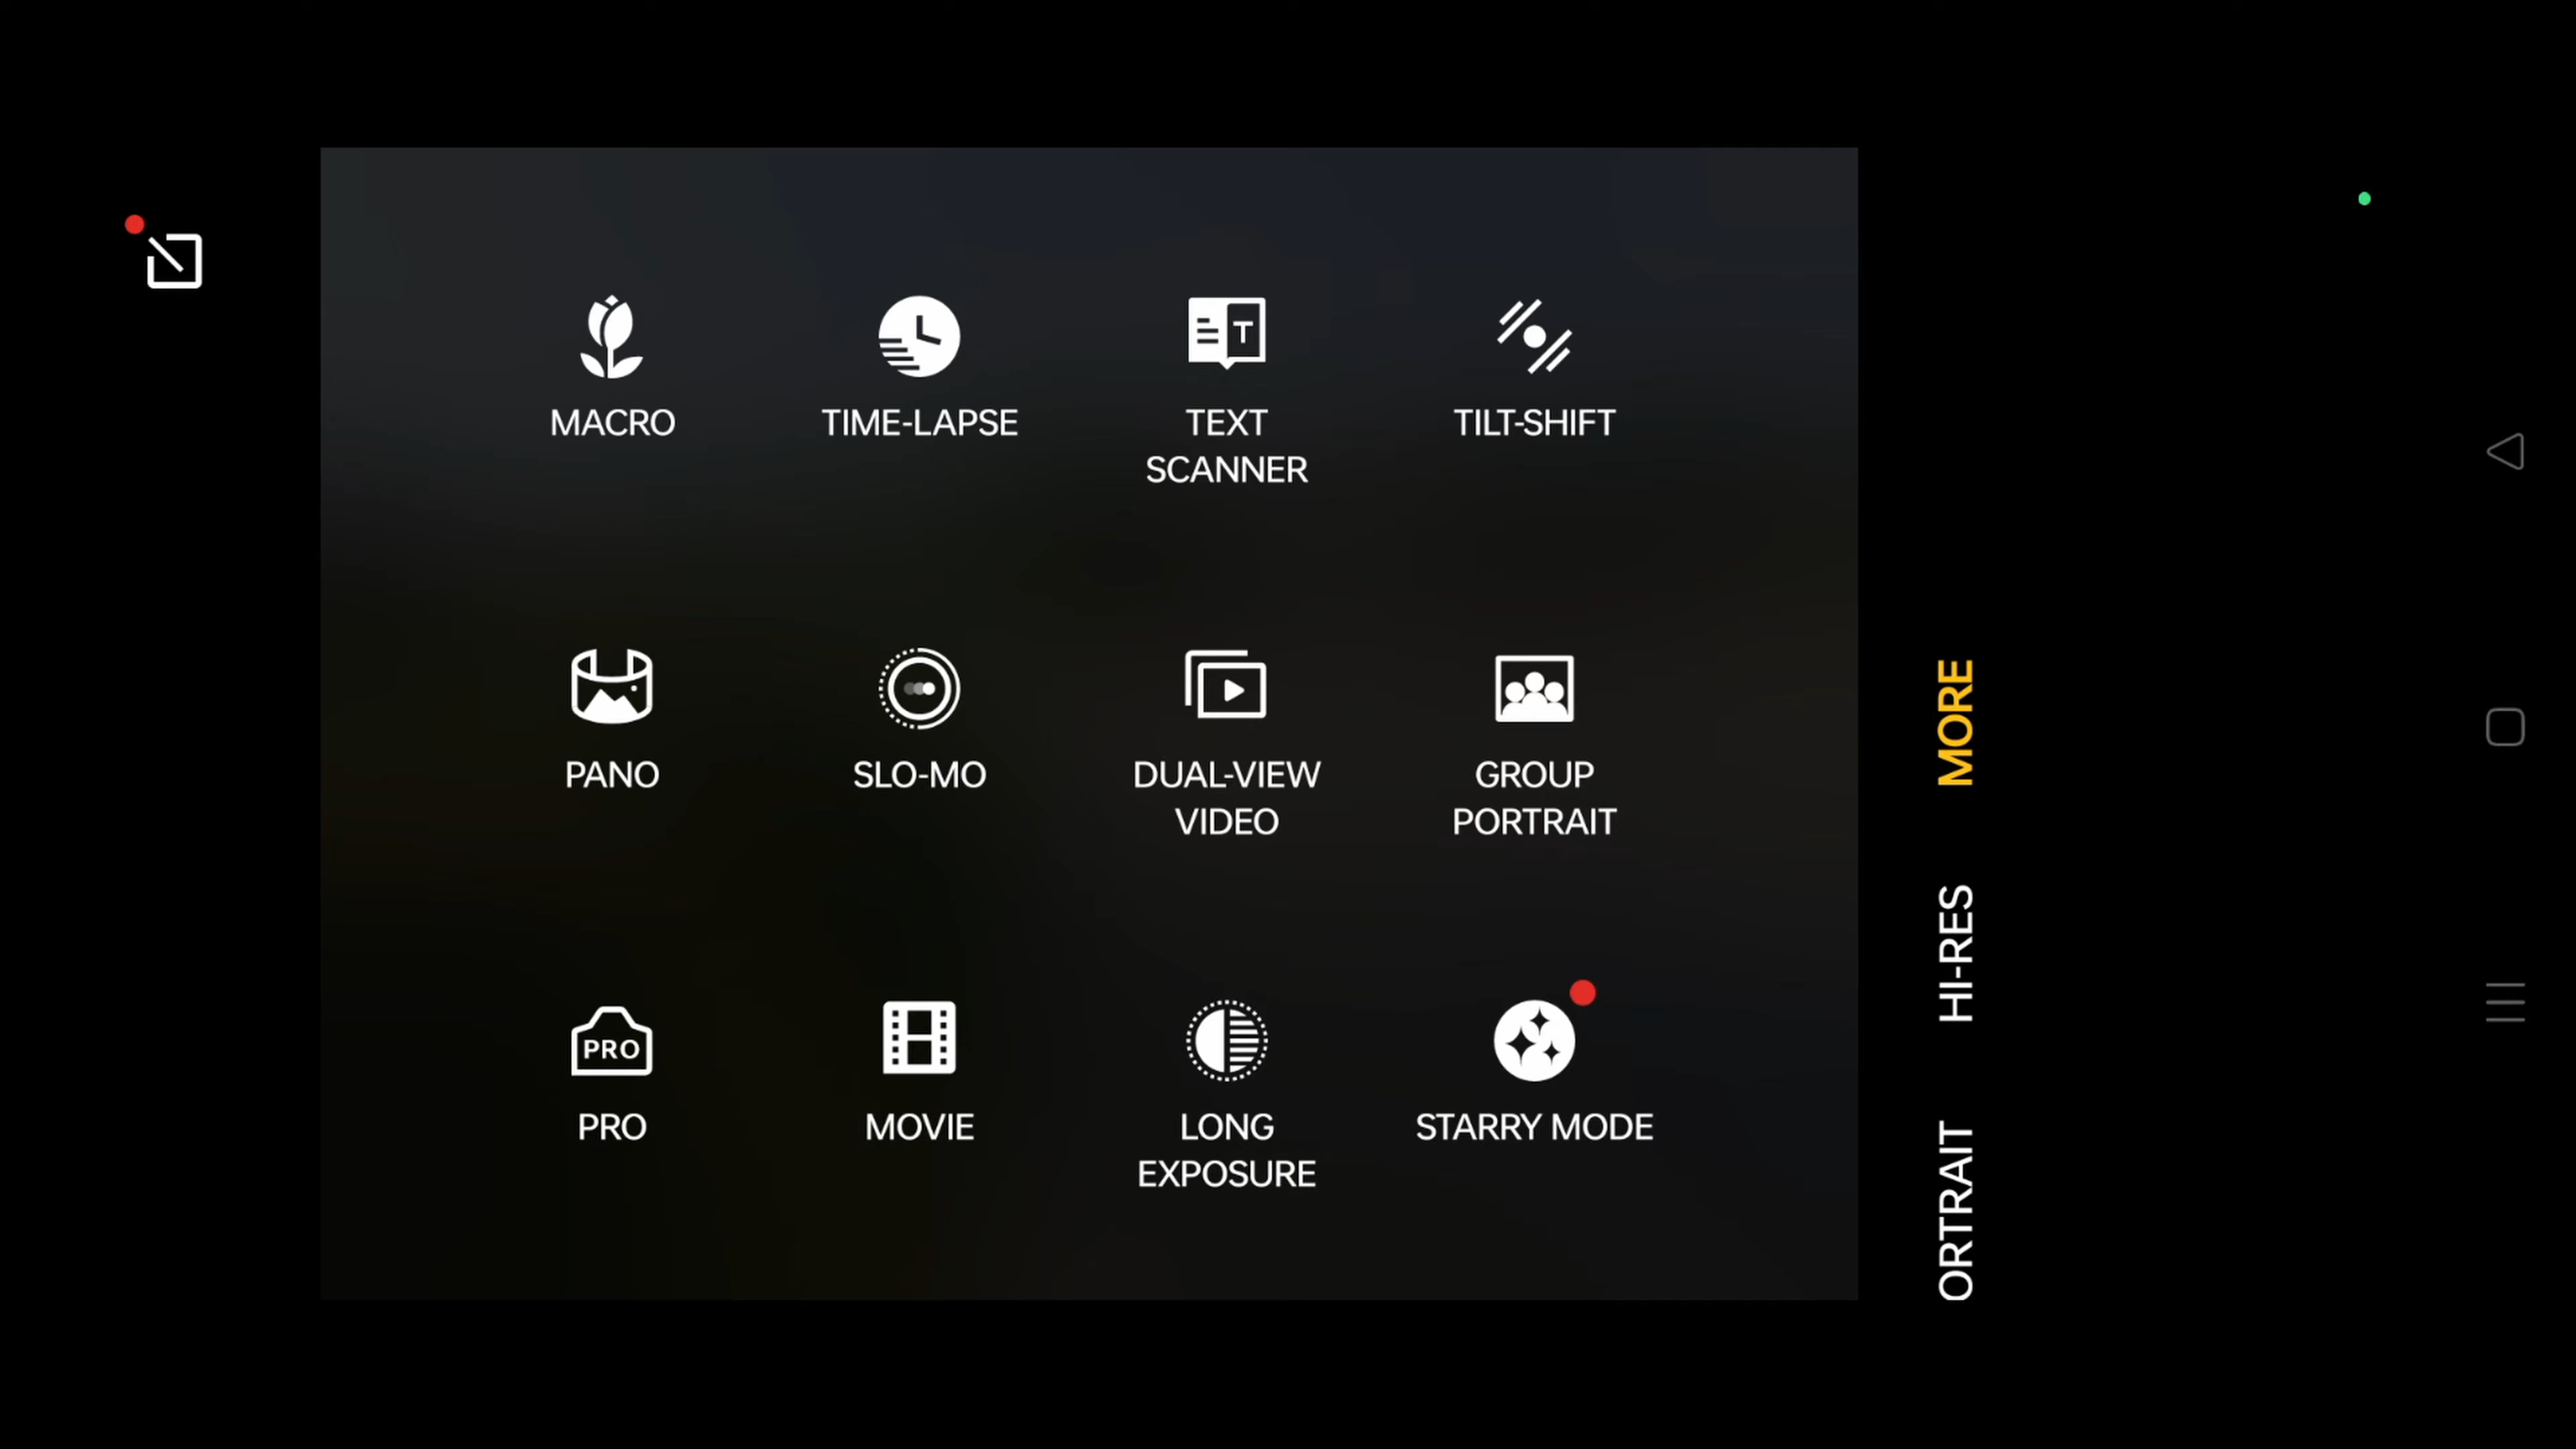 MACRO
TIME-LAPSE
TEXT
SCANNER
TILT-SHIFT
T
PANO
SLO-MO
DUAL-VIEW
VIDEO
GROUP
PORTRAIT
PRO
PRO
MOVIE
LONG
EXPOSURE
STARRY MODE
MORE
HI-RES
ORTRAIT